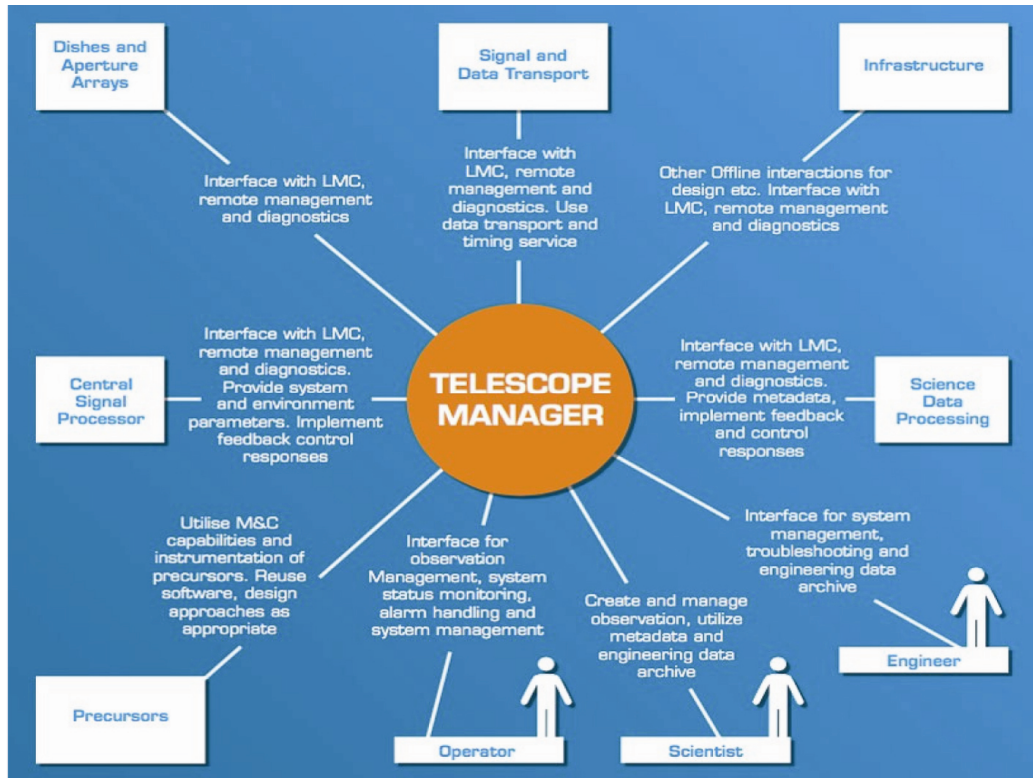 Dishes and
Aperture
Arrays
Signal and
Data Transport
Infrastructure
Interface with LMC,
remote management
and diagnostics
Interface with
LMC, remote
management and
diagnostics. Use
data transport and
timing service
Other Offline interactions for
design etc. Interface with
LMC, remote management
and diagnostics
Central
Signal
Processor
Interface with LMC,
remote management
and diagnostics.
Provide system
and environment
parameters. Implement
feedback control
responses
TELESCOPE
MANAGER
Interface with LMC,
remote management
and diagnostics.
Provide metadata,
implement feedback
and control
responses
Science
Data
Processing
Utilise M&C
capabilities and
instrumentation of
precursors. Reuse
software, design
approaches as
appropriate
Interface for
observation
Management, system
status monitoring,
alarm handling and
system management
Create and manage
observation, utilize
metadata and
engineering data
archive
Interface for system
management,
troubleshooting and
engineering data
archive
Precursors
Operator
Scientist
Engineer